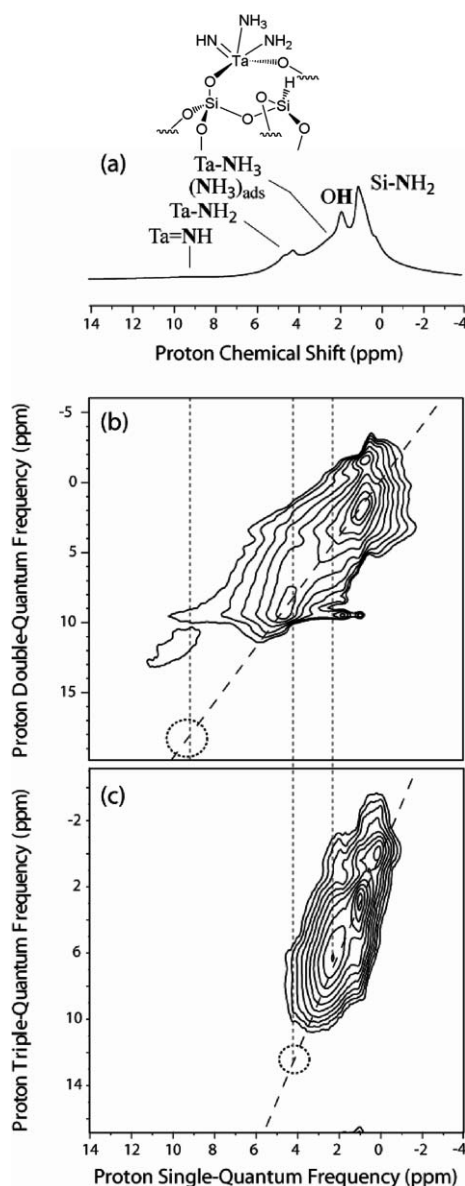 NH₃
HN NH₂
Ta O
O H
O Si Si
O O
O O
(a)
Ta-NH₃
(NH₃)ads
Ta-NH₂
Ta=NH
OH
Si-NH₂
14 12 10 8 6 4 2 0 -2 -4
Proton Chemical Shift (ppm)
(b)
Proton Double-Quantum Frequency (ppm)
-5
0
5
10
15
(c)
Proton Triple-Quantum Frequency (ppm)
-2
2
6
10
14
14 12 10 8 6 4 2 0 -2 -4
Proton Single-Quantum Frequency (ppm)